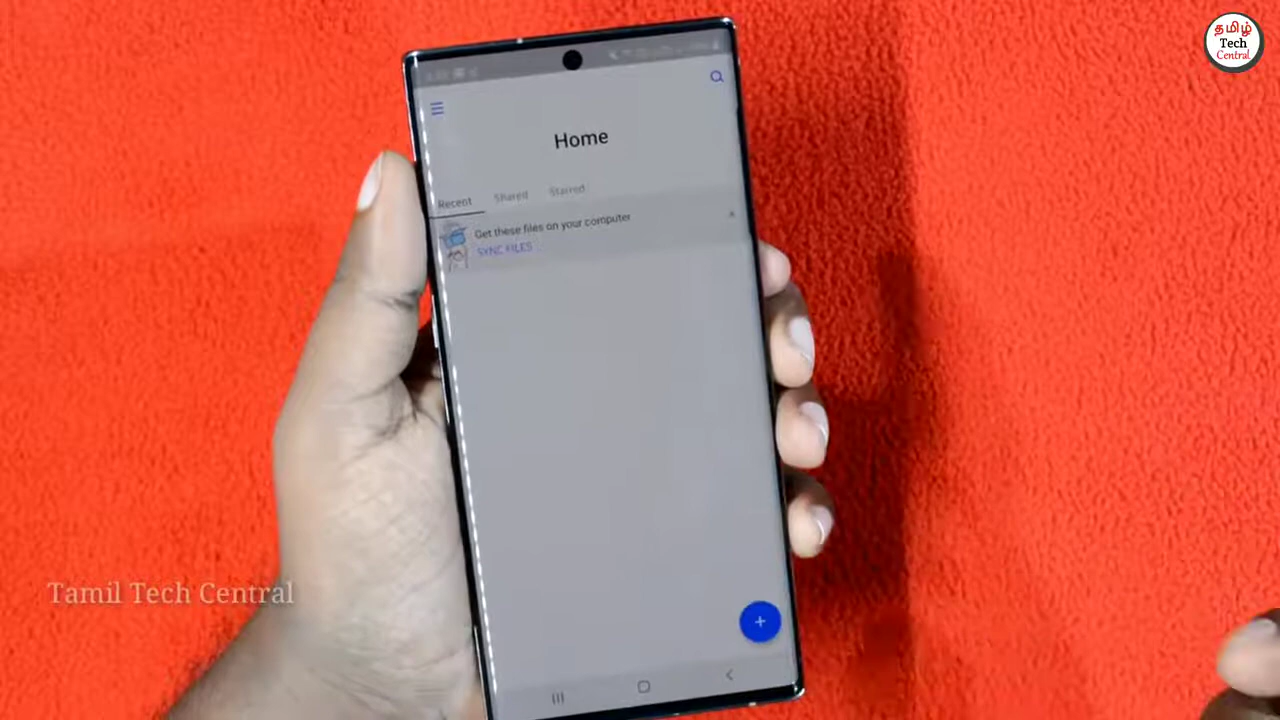 தமிழ்
Tech
Central
Home
Recent Shared Starred
Get these files on your computer
SYNC FILES
Tamil Tech Central